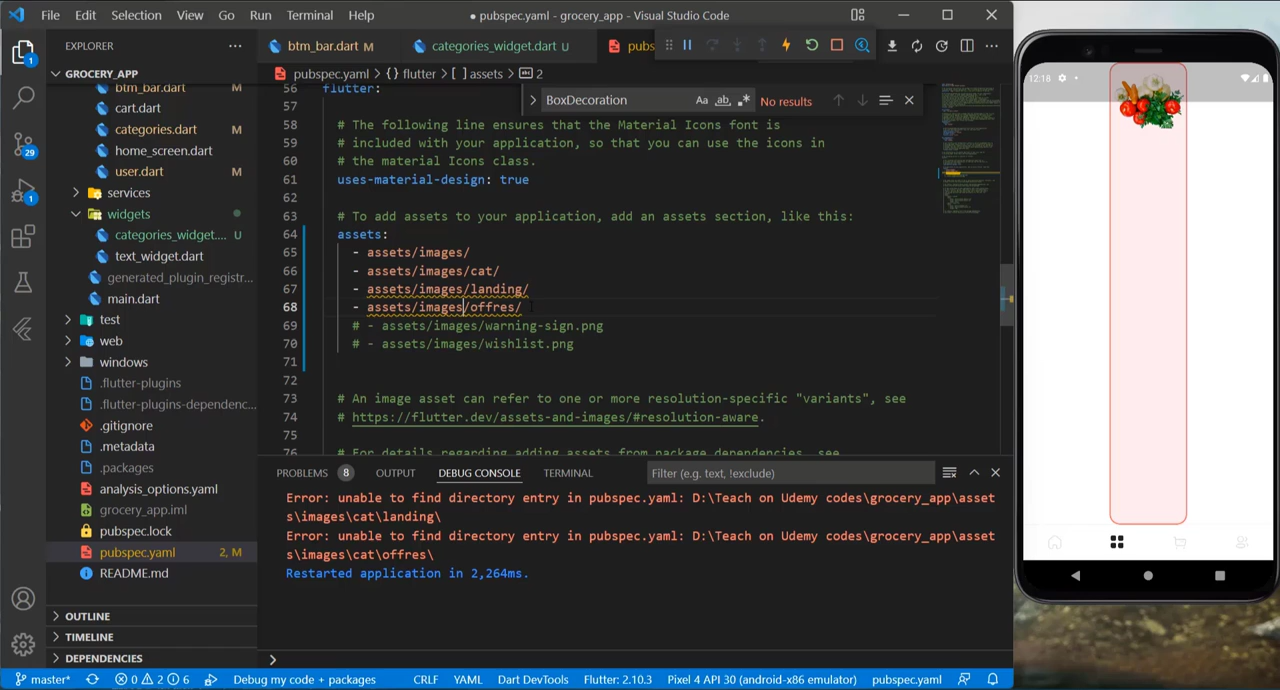 File Edit Selection View Go Run Terminal Help
● pubspec.yaml - grocery_app - Visual Studio Code
EXPLORER
btm_bar.dart M
categories_widget.dart U
pubs
GROCERY_APP
pubspec.yaml > {} flutter > [ ] assets > abc 2
btm_bar.dart M
cart.dart
categories.dart M
home_screen.dart
user.dart M
services
widgets
categories_widget.... U
text_widget.dart
generated_plugin_registr...
main.dart
test
web
windows
.flutter-plugins
.flutter-plugins-dependenc...
.gitignore
.metadata
.packages
analysis_options.yaml
grocery_app.iml
pubspec.lock
pubspec.yaml 2, M
README.md
OUTLINE
TIMELINE
DEPENDENCIES
1
29
1
BoxDecoration Aa ab .* No results
56 flutter:
57
58 # The following line ensures that the Material Icons font is
59 # included with your application, so that you can use the icons in
60 # the material Icons class.
61 uses-material-design: true
62
63 # To add assets to your application, add an assets section, like this:
64 assets:
65 - assets/images/
66 - assets/images/cat/
67 - assets/images/landing/
68 - assets/images/offres/
69 # - assets/images/warning-sign.png
70 # - assets/images/wishlist.png
71
72
73 # An image asset can refer to one or more resolution-specific "variants", see
74 # https://flutter.dev/assets-and-images/#resolution-aware.
75
76 # For details regarding adding assets from package dependencies, see
PROBLEMS 8 OUTPUT DEBUG CONSOLE TERMINAL
Filter (e.g. text, !exclude)
Error: unable to find directory entry in pubspec.yaml: D:\Teach on Udemy codes\grocery_app\asset
s\images\cat\landing\
Error: unable to find directory entry in pubspec.yaml: D:\Teach on Udemy codes\grocery_app\asset
s\images\cat\offres\
Restarted application in 2,264ms.
master* 0 2 6 Debug my code + packages CRLF YAML Dart DevTools Flutter: 2.10.3 Pixel 4 API 30 (android-x86 emulator) pubspec.yaml
12:18